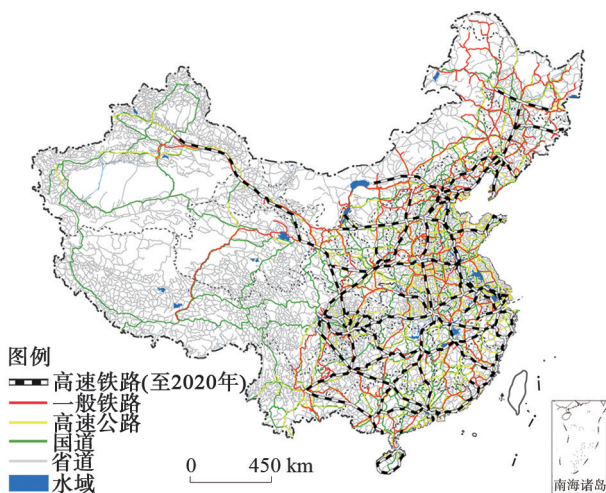 图例
高速铁路(至2020年)
一般铁路
高速公路
国道
省道
水域
0 450 km
南海诸岛